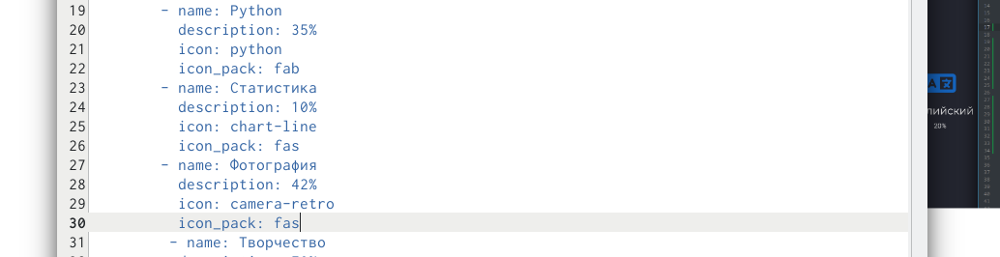 19 - name: Python
20 description: 35%
21 icon: python
22 icon_pack: fab
23 - name: Статистика
24 description: 10%
25 icon: chart-line
26 icon_pack: fas
27 - name: Фотография
28 description: 42%
29 icon: camera-retro
30 icon_pack: fas
31 - name: Творчество
лийский
20%